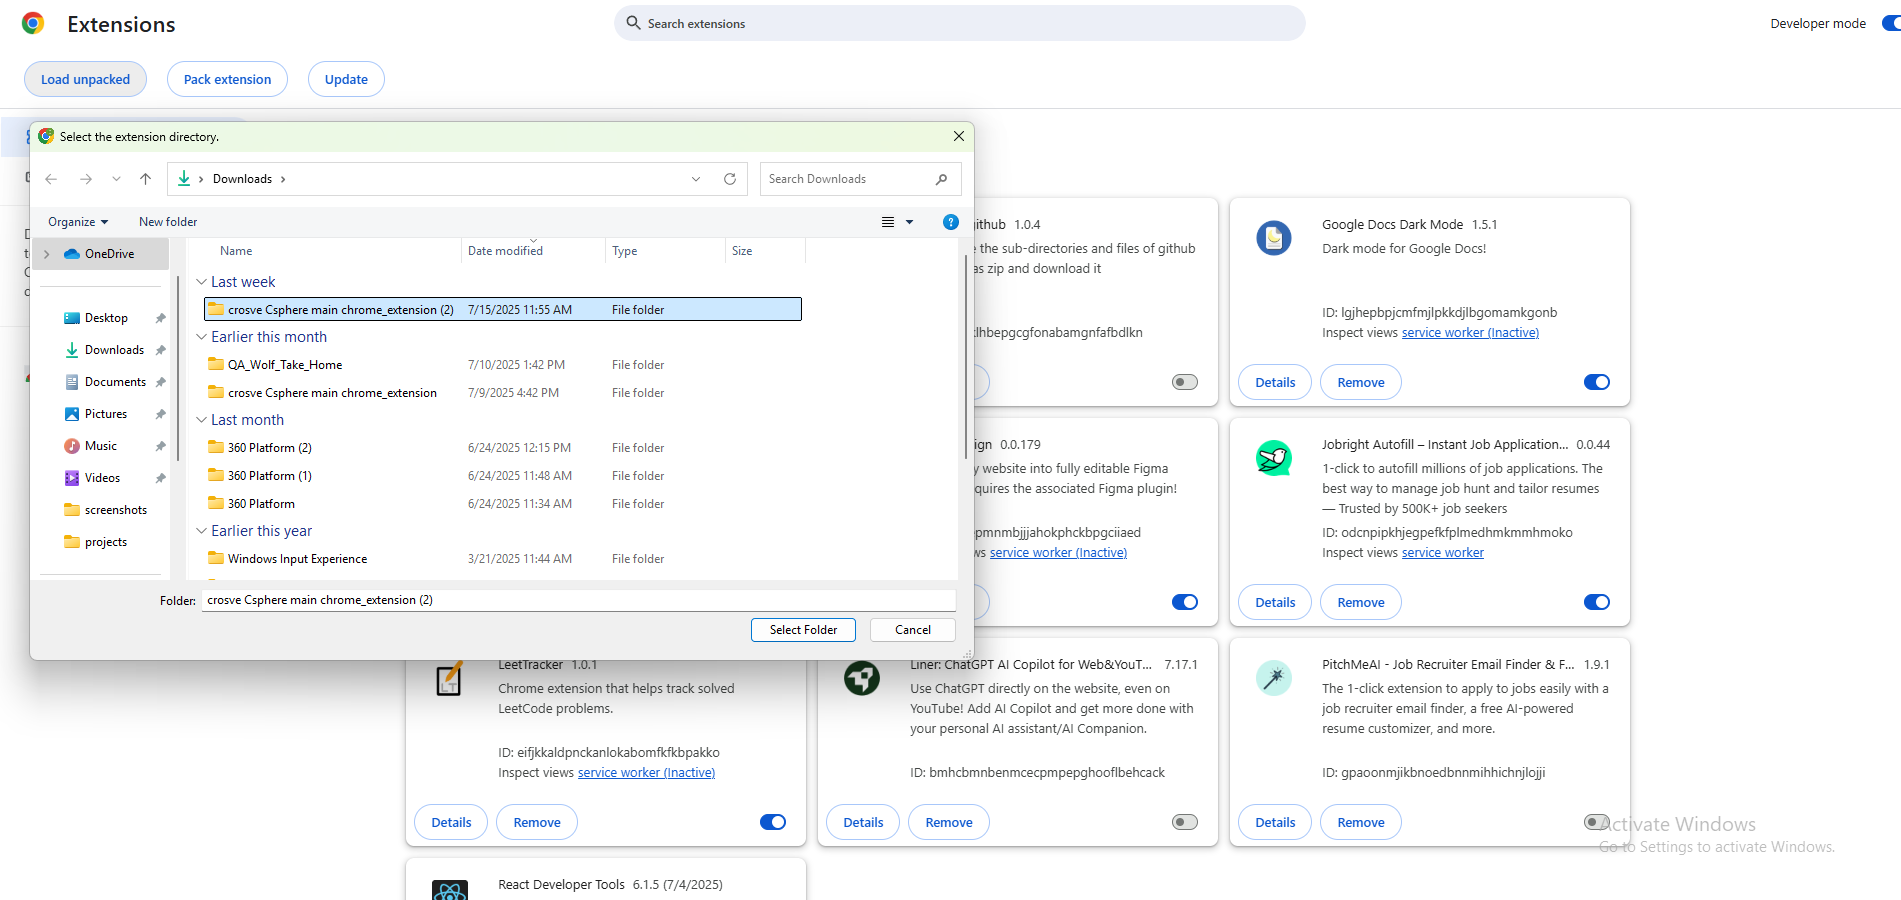 Extensions
Search extensions
Developer mode
Load unpacked
Pack extension
Update
Select the extension directory.
Downloads
Search Downloads
Organize
New folder
OneDrive
Desktop
Downloads
Documents
Pictures
Music
Videos
screenshots
projects
Name Date modified Type Size
Last week
crosve Csphere main chrome_extension (2) 7/15/2025 11:55 AM File folder
Earlier this month
QA_Wolf_Take_Home 7/10/2025 1:42 PM File folder
crosve Csphere main chrome_extension 7/9/2025 4:42 PM File folder
Last month
360 Platform (2) 6/24/2025 12:15 PM File folder
360 Platform (1) 6/24/2025 11:48 AM File folder
360 Platform 6/24/2025 11:34 AM File folder
Earlier this year
Windows Input Experience 3/21/2025 11:44 AM File folder
Folder: crosve Csphere main chrome_extension (2)
Select Folder
Cancel
ithub 1.0.4
the sub-directories and files of github
as zip and download it
lhbepgcgfonabamgnfafbdlkn
Google Docs Dark Mode 1.5.1
Dark mode for Google Docs!
ID: lgjhepbpjcmfmjlpkkdjlbgomamkgonb
Inspect views service worker (Inactive)
Details
Remove
ign 0.0.179
y website into fully editable Figma
quires the associated Figma plugin!
pmnmbjjjahokphckbpgciiaed
ws service worker (Inactive)
Jobright Autofill – Instant Job Application... 0.0.44
1-click to autofill millions of job applications. The
best way to manage job hunt and tailor resumes
— Trusted by 500K+ job seekers
ID: odcnpipkhjegpefkfplmedhmkmmhmoko
Inspect views service worker
Details
Remove
LeetTracker 1.0.1
Chrome extension that helps track solved
LeetCode problems.
ID: eifjkkaldpnckanlokabomfkfkbpakko
Inspect views service worker (Inactive)
Details
Remove
Liner: ChatGPT AI Copilot for Web&YouT... 7.17.1
Use ChatGPT directly on the website, even on
YouTube! Add AI Copilot and get more done with
your personal AI assistant/AI Companion.
ID: bmhcbmnbenmcecpmpepghooflbehcack
Details
Remove
PitchMeAI - Job Recruiter Email Finder & F... 1.9.1
The 1-click extension to apply to jobs easily with a
job recruiter email finder, a free AI-powered
resume customizer, and more.
ID: gpaoonmjikbnoedbnnmihhichnjlojji
Details
Remove
Activate Windows
Go to Settings to activate Windows.
React Developer Tools 6.1.5 (7/4/2025)